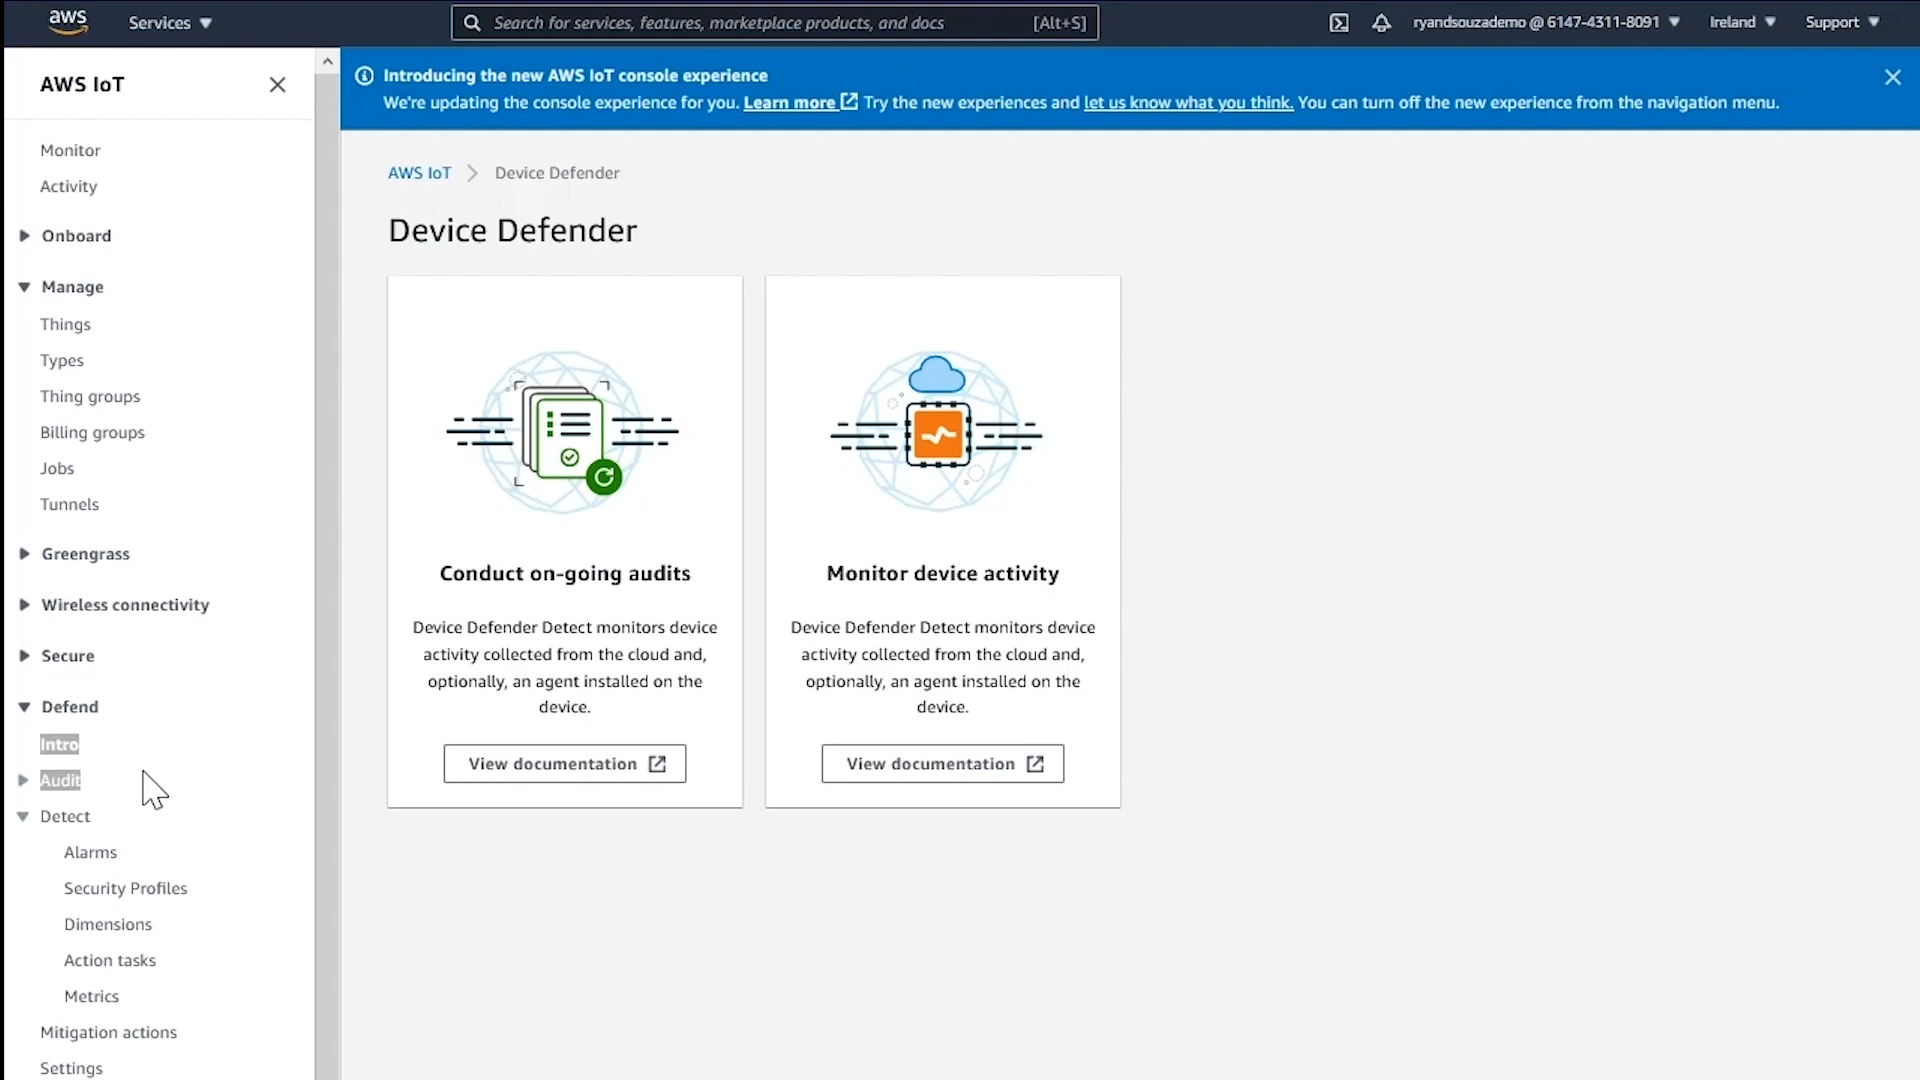 aws
Services
Search for services, features, marketplace products, and docs [Alt+S]
ryandsouzademo @ 6147-4311-8091
Ireland
Support
AWS IoT
Monitor
Activity
Onboard
Manage
Things
Types
Thing groups
Billing groups
Jobs
Tunnels
Greengrass
Wireless connectivity
Secure
Defend
Intro
Audit
Detect
Alarms
Security Profiles
Dimensions
Action tasks
Metrics
Mitigation actions
Settings
Introducing the new AWS IoT console experience
We're updating the console experience for you. Learn more Try the new experiences and let us know what you think. You can turn off the new experience from the navigation menu.
AWS IoT Device Defender
Device Defender
Conduct on-going audits
Device Defender Detect monitors device
activity collected from the cloud and,
optionally, an agent installed on the
device.
View documentation
Monitor device activity
Device Defender Detect monitors device
activity collected from the cloud and,
optionally, an agent installed on the
device.
View documentation